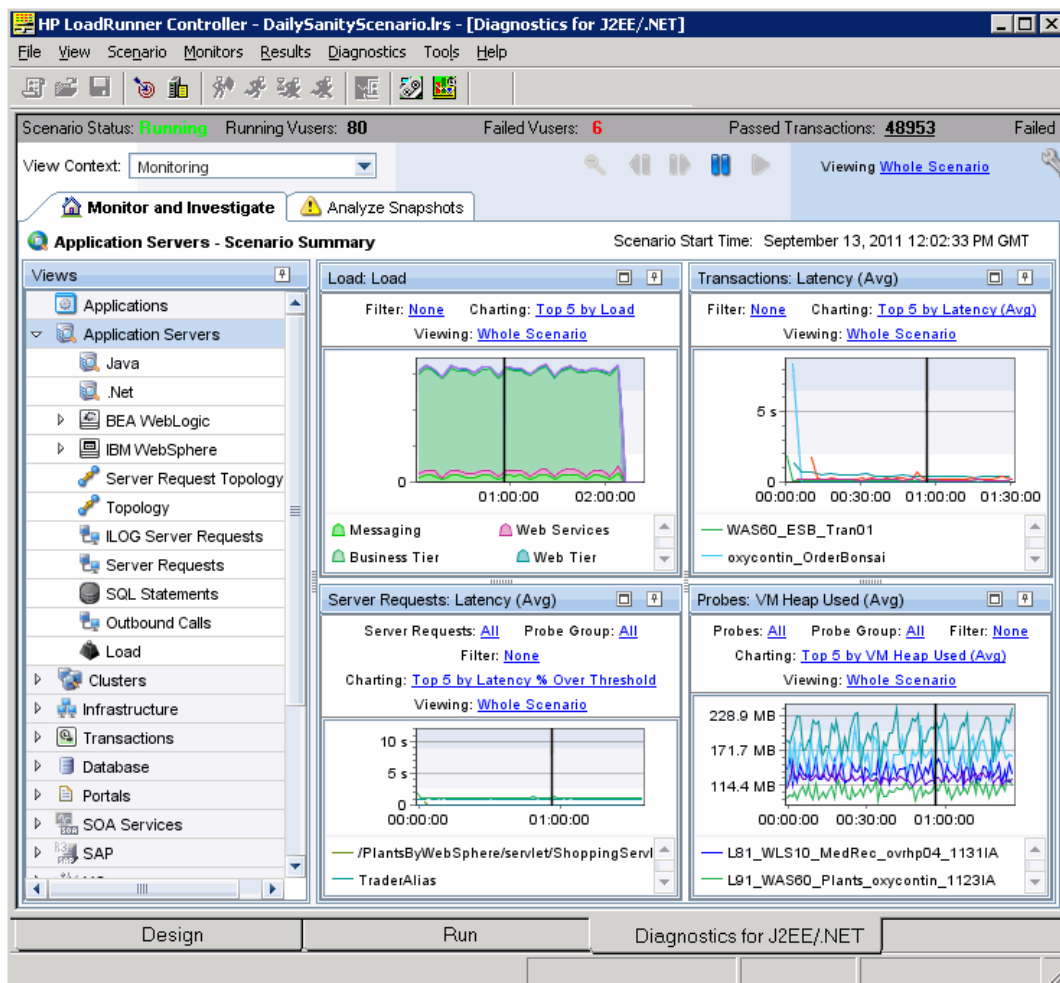 HP LoadRunner Controller - DailySanityScenario.lrs - [Diagnostics for J2EE/.NET]
File View Scenario Monitors Results Diagnostics Tools Help
Scenario Status: Running Running Vusers: 80 Failed Vusers: 6 Passed Transactions: 48953 Failed
View Context: Monitoring Viewing Whole Scenario
Monitor and Investigate Analyze Snapshots
Application Servers - Scenario Summary Scenario Start Time: September 13, 2011 12:02:33 PM GMT
Views
Applications
Application Servers
Java
.Net
BEA WebLogic
IBM WebSphere
Server Request Topology
Topology
ILOG Server Requests
Server Requests
SQL Statements
Outbound Calls
Load
Clusters
Infrastructure
Transactions
Database
Portals
SOA Services
SAP
Load: Load
Filter: None Charting: Top 5 by Load
Viewing: Whole Scenario
0
01:00:00 02:00:00
Messaging Web Services
Business Tier Web Tier
Transactions: Latency (Avg)
Filter: None Charting: Top 5 by Latency (Avg)
Viewing: Whole Scenario
5 s
0
00:00:00 00:30:00 01:00:00 01:30:00
WAS60_ESB_Tran01
oxycontin_OrderBonsai
Server Requests: Latency (Avg)
Server Requests: All Probe Group: All
Filter: None
Charting: Top 5 by Latency % Over Threshold
Viewing: Whole Scenario
10 s
5 s
0
00:00:00 01:00:00
/PlantsByWebSphere/servlet/ShoppingServl
TraderAlias
Probes: VM Heap Used (Avg)
Probes: All Probe Group: All Filter: None
Charting: Top 5 by VM Heap Used (Avg)
Viewing: Whole Scenario
228.9 MB
171.7 MB
114.4 MB
00:00:00 00:30:00 01:00:00
L81_WLS10_MedRec_ovrhp04_1131IA
L91_WAS60_Plants_oxycontin_1123IA
Design Run Diagnostics for J2EE/.NET